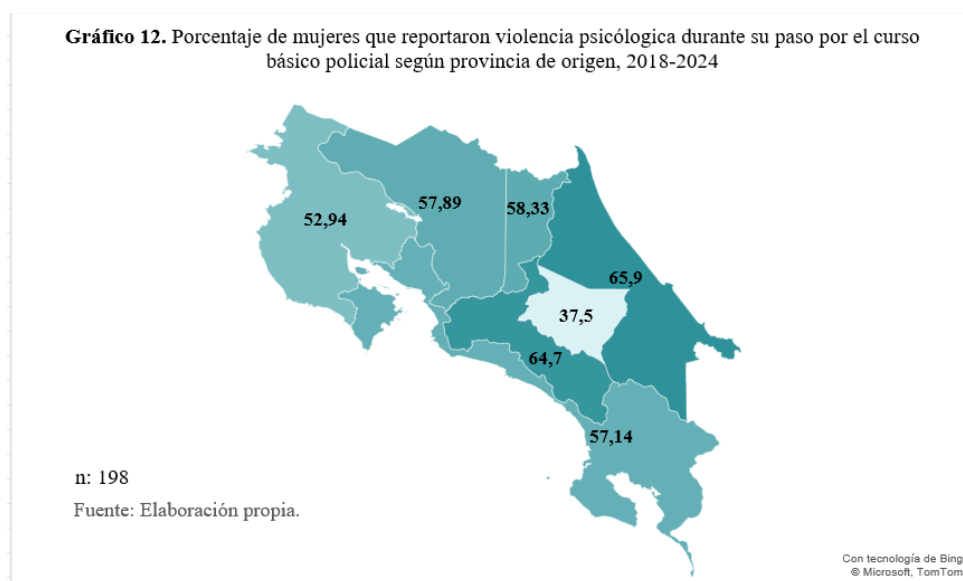 Gráfico 12. Porcentaje de mujeres que reportaron violencia psicológica durante su paso por el curso
básico policial según provincia de origen, 2018-2024
52,94
57,89
58,33
65,9
37,5
64,7
57,14
n: 198
Fuente: Elaboración propia.
Con tecnología de Bing
© Microsoft, TomTom